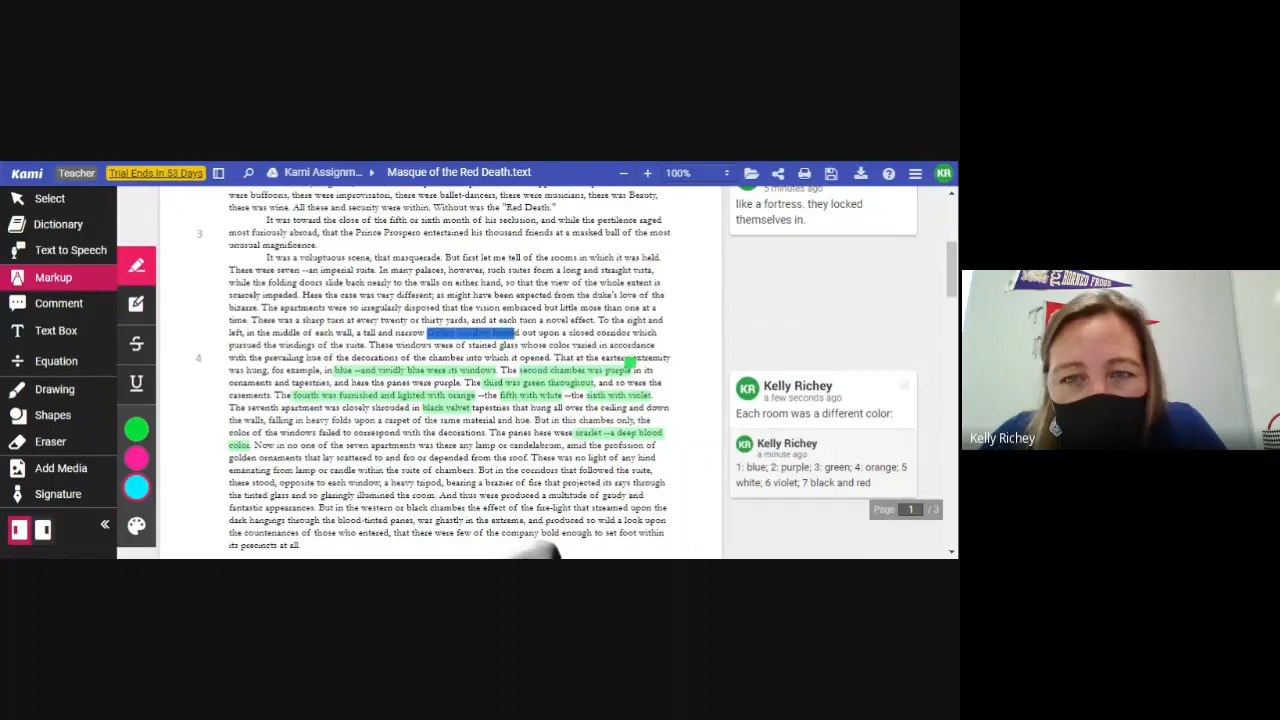 Kami Teacher Trial Ends In 53 Days Kami Assignm... Masque of the Red Death.text 100% KR
Select
Dictionary
Text to Speech
Markup
Comment
Text Box
Equation
Drawing
Shapes
Eraser
Add Media
Signature
were buffoons, there were improvisatori, there were ballet-dancers, there were musicians, there was Beauty,
there was wine. All these and security were within. Without was the "Red Death."
It was toward the close of the fifth or sixth month of his seclusion, and while the pestilence raged
3 most furiously abroad, that the Prince Prospero entertained his thousand friends at a masked ball of the most
unusual magnificence.
It was a voluptuous scene, that masquerade. But first let me tell of the rooms in which it was held.
There were seven --an imperial suite. In many palaces, however, such suites form a long and straight vista,
while the folding doors slide back nearly to the walls on either hand, so that the view of the whole extent is
scarcely impeded. Here the case was very different; as might have been expected from the duke's love of the
bizarre. The apartments were so irregularly disposed that the vision embraced but little more than one at a
time. There was a sharp turn at every twenty or thirty yards, and at each turn a novel effect. To the right and
left, in the middle of each wall, a tall and narrow out upon a closed corridor which
pursued the windings of the suite. These windows were of stained glass whose color varied in accordance
4 with the prevailing hue of the decorations of the chamber into which it opened. That at the eastern extremity
was hung, for example, in blue --and vividly blue were its windows. The second chamber was purple in its
ornaments and tapestries, and here the panes were purple. The third was green throughout, and so were the
casements. The fourth was furnished and lighted with orange --the fifth with white --the sixth with violet.
The seventh apartment was closely shrouded in black velvet tapestries that hung all over the ceiling and down
the walls, falling in heavy folds upon a carpet of the same material and hue. But in this chamber only, the
color of the windows failed to correspond with the decorations. The panes here were scarlet --a deep blood
color. Now in no one of the seven apartments was there any lamp or candelabrum, amid the profusion of
golden ornaments that lay scattered to and fro or depended from the roof. There was no light of any kind
emanating from lamp or candle within the suite of chambers. But in the corridors that followed the suite,
there stood, opposite to each window, a heavy tripod, bearing a brazier of fire that projected its rays through
the tinted glass and so glaringly illumined the room. And thus were produced a multitude of gaudy and
fantastic appearances. But in the western or black chamber the effect of the fire-light that streamed upon the
dark hangings through the blood-tinted panes, was ghastly in the extreme, and produced so wild a look upon
the countenances of those who entered, that there were few of the company bold enough to set foot within
its precincts at all.
5 minutes ago
like a fortress. they locked
themselves in.
KR Kelly Richey
a few seconds ago
Each room was a different color:
KR Kelly Richey
a minute ago
1: blue; 2: purple; 3: green; 4: orange; 5
white; 6 violet; 7 black and red
Page 1 / 3
HORNED FROGS
Kelly Richey